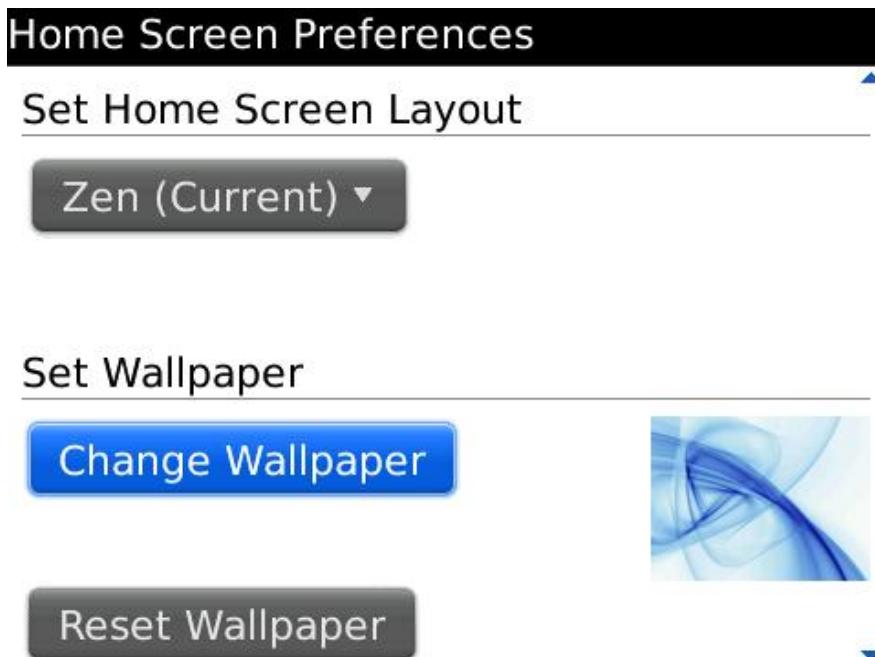 Home Screen Preferences
Set Home Screen Layout
Zen (Current)
Set Wallpaper
Change Wallpaper
Reset Wallpaper